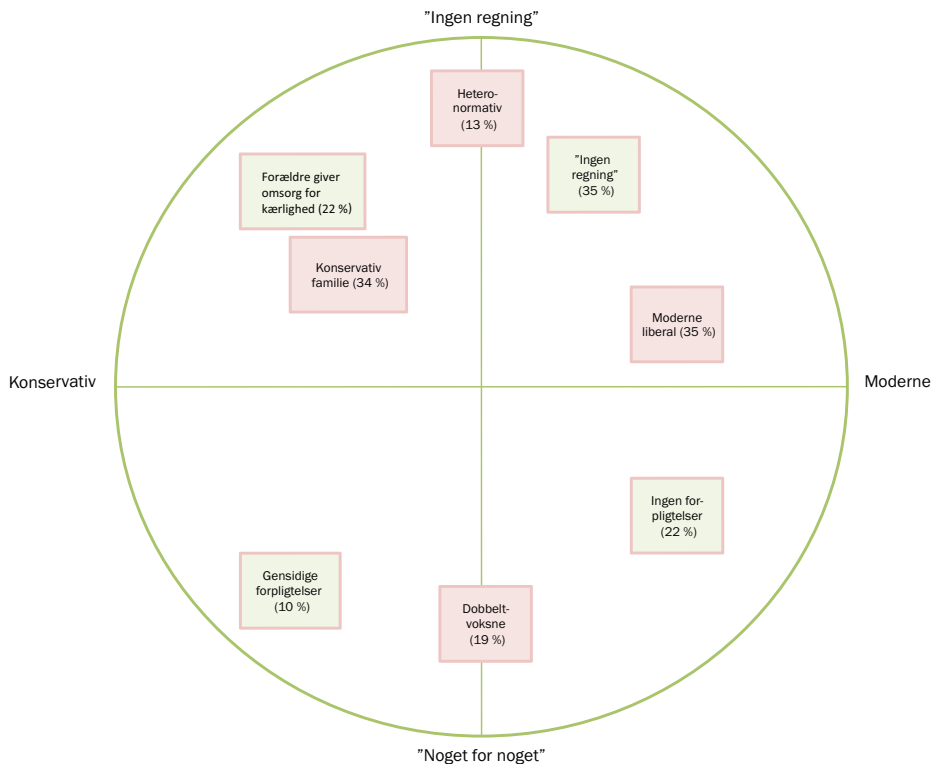 ”Ingen regning”
Hetero-
normativ
(13 %)
”Ingen
regning”
(35 %)
Forældre giver
omsorg for
kærlighed (22 %)
Konservativ
familie (34 %)
Moderne
liberal (35 %)
Konservativ
Moderne
Ingen for-
pligtelser
(22 %)
Gensidige
forpligtelser
(10 %)
Dobbelt-
voksne
(19 %)
”Noget for noget”